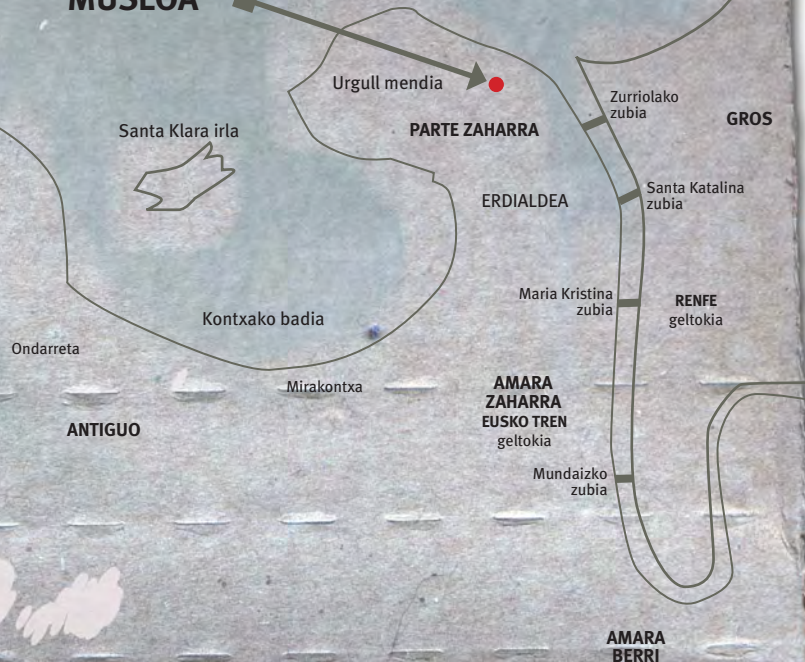 MUSEOA
Urgull mendia
Zurriolako
zubia
GROS
Santa Klara irla
PARTE ZAHARRA
ERDIALDEA
Santa Katalina
zubia
Maria Kristina
zubia
RENFE
geltokia
Kontxako badia
Ondarreta
Mirakontxa
AMARA
ZAHARRA
EUSKO TREN
geltokia
ANTIGUO
Mundaizko
zubia
AMARA
BERRI